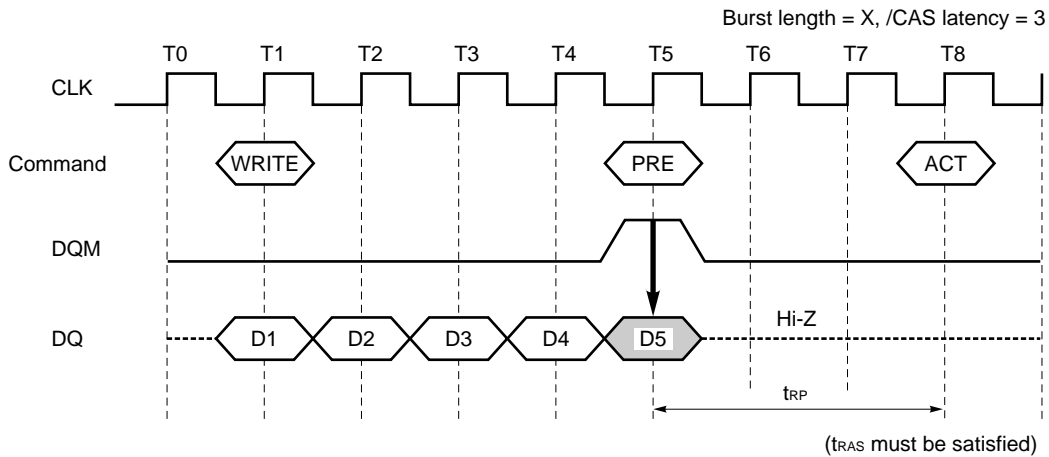 Burst length = X, /CAS latency = 3
T0 T1 T2 T3 T4 T5 T6 T7 T8
CLK
Command WRITE PRE ACT
DQM
DQ D1 D2 D3 D4 D5 Hi-Z
tRP
(tRAS must be satisfied)